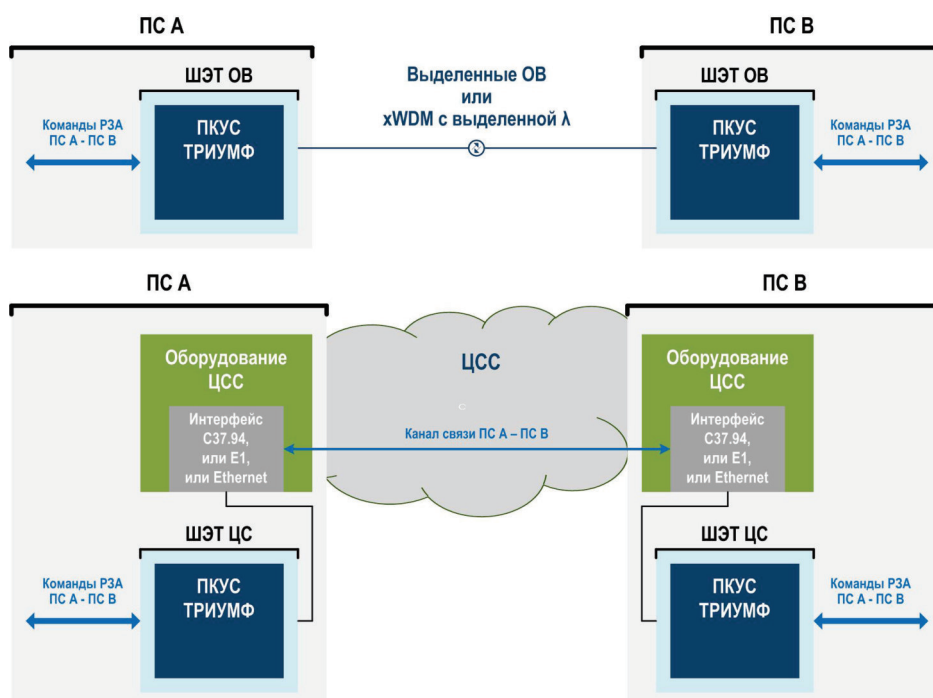 ПС А
ПС В
ШЭТ ОВ
ШЭТ ОВ
Выделенные ОВ
или
xWDM с выделенной λ
Команды РЗА
ПС А - ПС В
ПКУС
ТРИУМФ
ПКУС
ТРИУМФ
Команды РЗА
ПС А - ПС В
ПС А
ПС В
Оборудование
ЦСС
ЦСС
Оборудование
ЦСС
Интерфейс
С37.94,
или Е1,
или Ethernet
с
Канал связи ПС А – ПС В
Интерфейс
С37.94,
или Е1,
или Ethernet
ШЭТ ЦС
ШЭТ ЦС
Команды РЗА
ПС А - ПС В
ПКУС
ТРИУМФ
ПКУС
ТРИУМФ
Команды РЗА
ПС А - ПС В